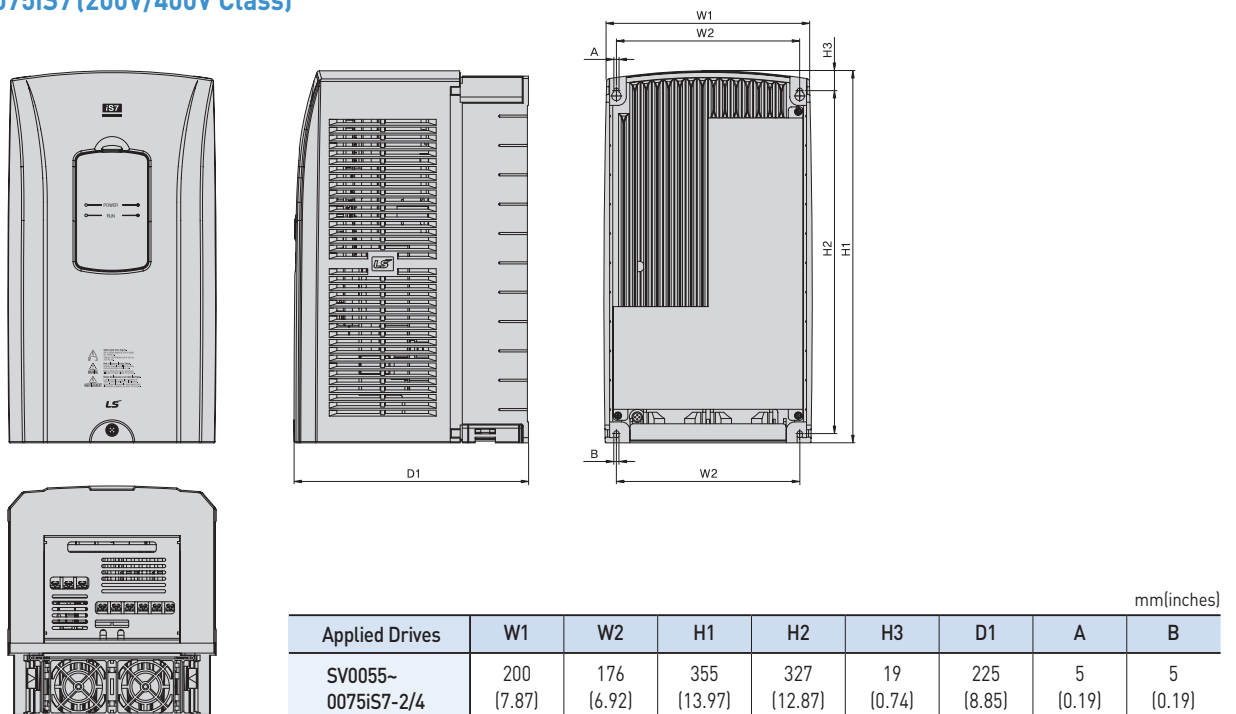 0075iS7 (200V/400V Class)
W1
W2
A
H3
iS7
POWER
RUN
LS
H2
H1
LS
B
D1
W2
mm(inches)
Applied Drives W1 W2 H1 H2 H3 D1 A B
SV0055~ 200 176 355 327 19 225 5 5
0075iS7-2/4 (7.87) (6.92) (13.97) (12.87) (0.74) (8.85) (0.19) (0.19)